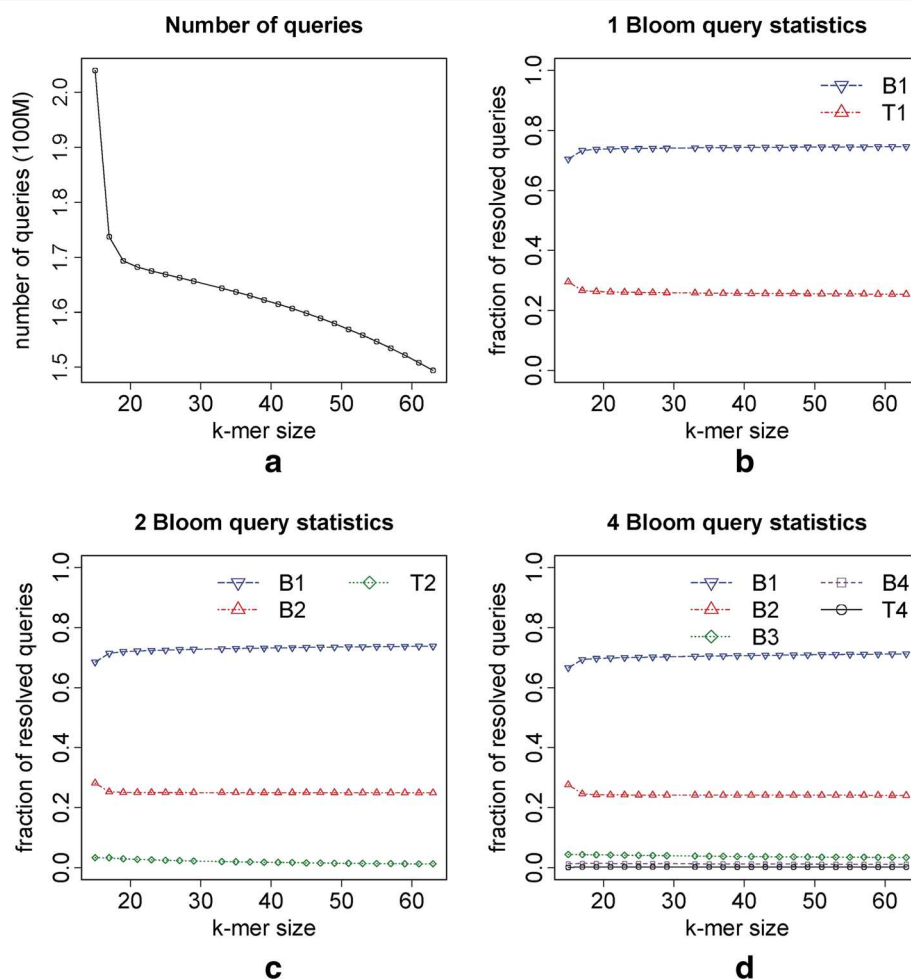 Number of queries
number of queries (100M)
2.0
1.9
1.8
1.7
1.6
1.5
20 30 40 50 60
k-mer size
a
1 Bloom query statistics
fraction of resolved queries
1.0
0.8
0.6
0.4
0.2
0.0
B1
T1
20 30 40 50 60
k-mer size
b
2 Bloom query statistics
fraction of resolved queries
1.0
0.8
0.6
0.4
0.2
0.0
B1 T2
B2
20 30 40 50 60
k-mer size
c
4 Bloom query statistics
fraction of resolved queries
1.0
0.8
0.6
0.4
0.2
0.0
B1 B4
B2 T4
B3
20 30 40 50 60
k-mer size
d